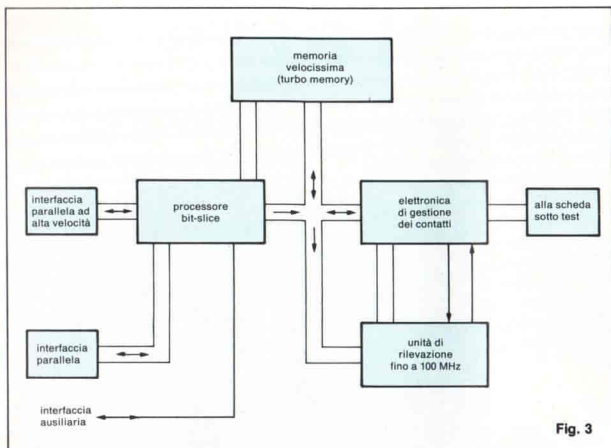 memoria
velocissima
(turbo memory)
interfaccia
parallela ad
alta velocità
processore
bit-slice
elettronica
di gestione
dei contatti
alla scheda
sotto test
interfaccia
parallela
unità di
rilevazione
fino a 100 MHz
interfaccia
ausiliaria
Fig. 3